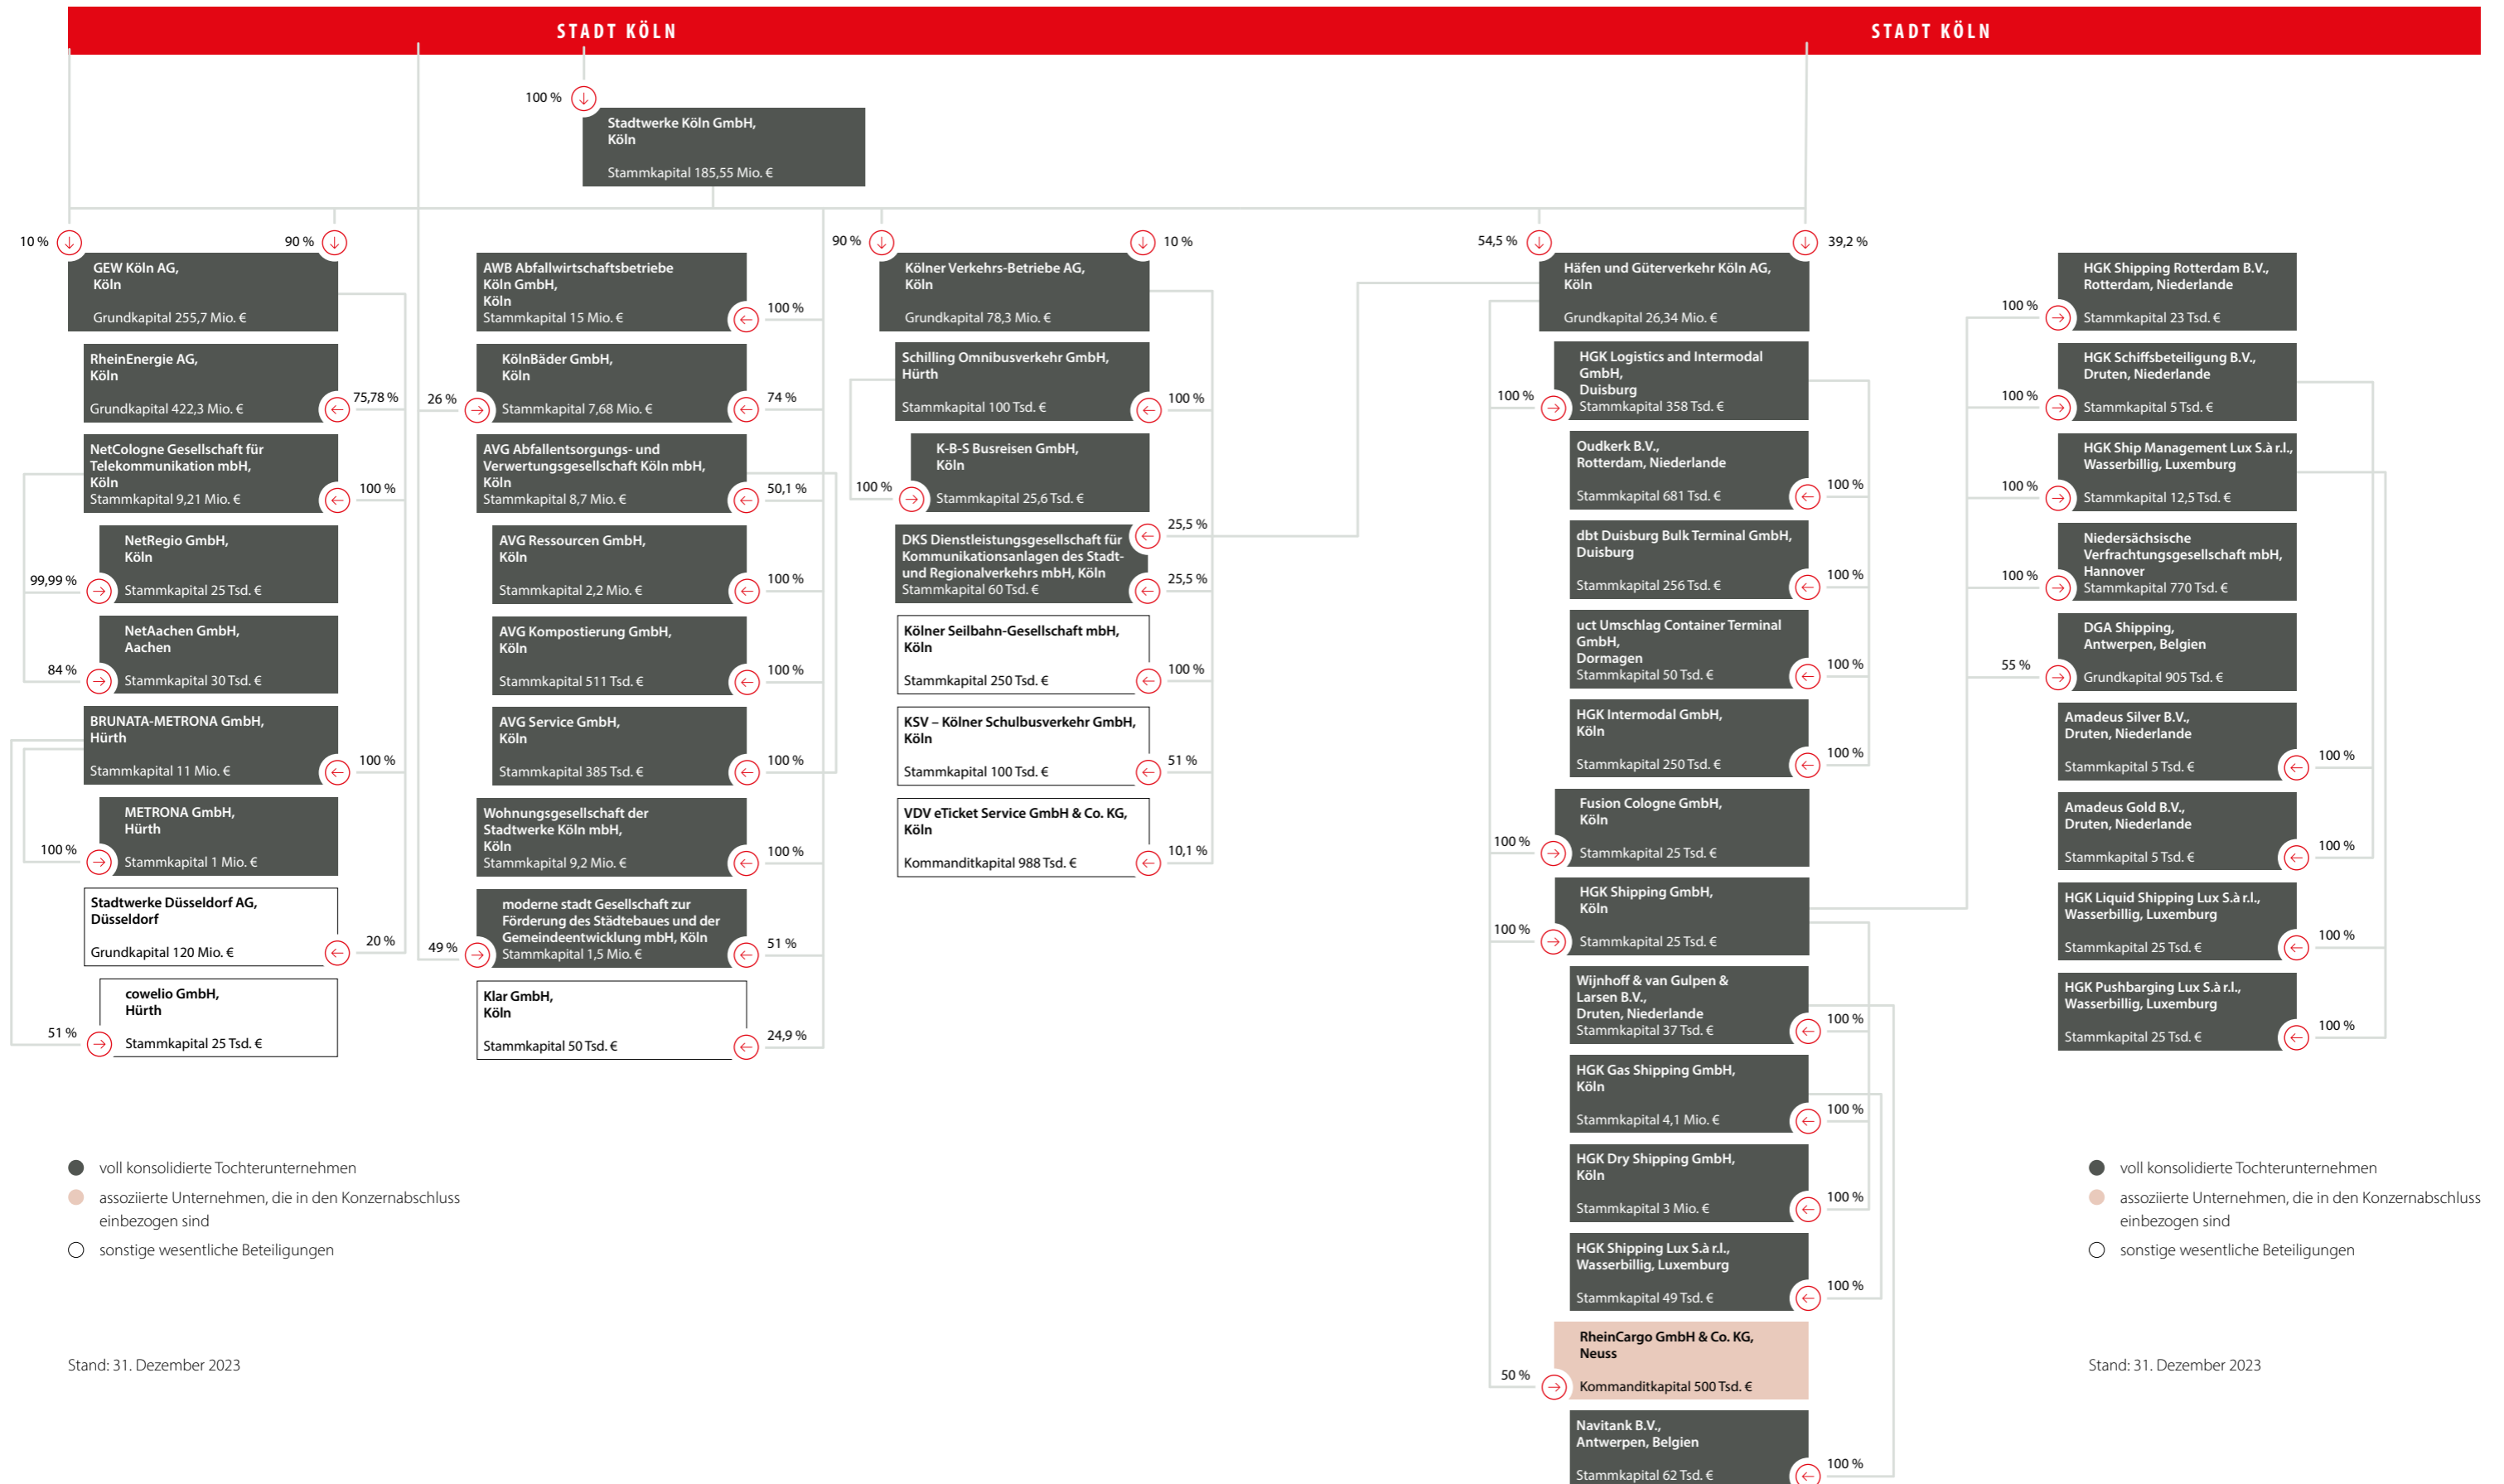 STADT KÖLN
STADT KÖLN
100 %
Stadtwerke Köln GmbH,
Köln
Stammkapital 185,55 Mio. €
10 %
90 %
GEW Köln AG,
Köln
Grundkapital 255,7 Mio. €
RheinEnergie AG,
Köln
Grundkapital 422,3 Mio. €
75,78 %
NetCologne Gesellschaft für
Telekommunikation mbH,
Köln
Stammkapital 9,21 Mio. €
100 %
NetRegio GmbH,
Köln
Stammkapital 25 Tsd. €
99,99 %
NetAachen GmbH,
Aachen
Stammkapital 30 Tsd. €
84 %
BRUNATA-METRONA GmbH,
Hürth
Stammkapital 11 Mio. €
100 %
METRONA GmbH,
Hürth
Stammkapital 1 Mio. €
100 %
Stadtwerke Düsseldorf AG,
Düsseldorf
Grundkapital 120 Mio. €
20 %
cowelio GmbH,
Hürth
Stammkapital 25 Tsd. €
51 %
AWB Abfallwirtschaftsbetriebe
Köln GmbH,
Köln
Stammkapital 15 Mio. €
100 %
KölnBäder GmbH,
Köln
Stammkapital 7,68 Mio. €
26 %
74 %
AVG Abfallentsorgungs- und
Verwertungsgesellschaft Köln mbH,
Köln
Stammkapital 8,7 Mio. €
50,1 %
AVG Ressourcen GmbH,
Köln
Stammkapital 2,2 Mio. €
100 %
AVG Kompostierung GmbH,
Köln
Stammkapital 511 Tsd. €
100 %
AVG Service GmbH,
Köln
Stammkapital 385 Tsd. €
100 %
Wohnungsgesellschaft der
Stadtwerke Köln mbH,
Köln
Stammkapital 9,2 Mio. €
100 %
moderne stadt Gesellschaft zur
Förderung des Städtebaues und der
Gemeindeentwicklung mbH, Köln
Stammkapital 1,5 Mio. €
49 %
51 %
Klar GmbH,
Köln
Stammkapital 50 Tsd. €
24,9 %
90 %
10 %
Kölner Verkehrs-Betriebe AG,
Köln
Grundkapital 78,3 Mio. €
Schilling Omnibusverkehr GmbH,
Hürth
Stammkapital 100 Tsd. €
100 %
K-B-S Busreisen GmbH,
Köln
Stammkapital 25,6 Tsd. €
100 %
DKS Dienstleistungsgesellschaft für
Kommunikationsanlagen des Stadt-
und Regionalverkehrs mbH, Köln
Stammkapital 60 Tsd. €
25,5 %
25,5 %
Kölner Seilbahn-Gesellschaft mbH,
Köln
Stammkapital 250 Tsd. €
100 %
KSV – Kölner Schulbusverkehr GmbH,
Köln
Stammkapital 100 Tsd. €
51 %
VDV eTicket Service GmbH & Co. KG,
Köln
Kommanditkapital 988 Tsd. €
10,1 %
54,5 %
39,2 %
Häfen und Güterverkehr Köln AG,
Köln
Grundkapital 26,34 Mio. €
HGK Logistics and Intermodal
GmbH,
Duisburg
Stammkapital 358 Tsd. €
100 %
Oudkerk B.V.,
Rotterdam, Niederlande
Stammkapital 681 Tsd. €
100 %
dbt Duisburg Bulk Terminal GmbH,
Duisburg
Stammkapital 256 Tsd. €
100 %
uct Umschlag Container Terminal
GmbH,
Dormagen
Stammkapital 50 Tsd. €
100 %
HGK Intermodal GmbH,
Köln
Stammkapital 250 Tsd. €
100 %
Fusion Cologne GmbH,
Köln
Stammkapital 25 Tsd. €
100 %
HGK Shipping GmbH,
Köln
Stammkapital 25 Tsd. €
100 %
Wijnhoff & van Gulpen &
Larsen B.V.,
Druten, Niederlande
Stammkapital 37 Tsd. €
100 %
HGK Gas Shipping GmbH,
Köln
Stammkapital 4,1 Mio. €
100 %
HGK Dry Shipping GmbH,
Köln
Stammkapital 3 Mio. €
100 %
HGK Shipping Lux S.à r.l.,
Wasserbillig, Luxemburg
Stammkapital 49 Tsd. €
100 %
RheinCargo GmbH & Co. KG,
Neuss
Kommanditkapital 500 Tsd. €
50 %
Navitank B.V.,
Antwerpen, Belgien
Stammkapital 62 Tsd. €
100 %
HGK Shipping Rotterdam B.V.,
Rotterdam, Niederlande
Stammkapital 23 Tsd. €
100 %
HGK Schiffsbeteiligung B.V.,
Druten, Niederlande
Stammkapital 5 Tsd. €
100 %
HGK Ship Management Lux S.à r.l.,
Wasserbillig, Luxemburg
Stammkapital 12,5 Tsd. €
100 %
Niedersächsische
Verfrachtungsgesellschaft mbH,
Hannover
Stammkapital 770 Tsd. €
100 %
DGA Shipping,
Antwerpen, Belgien
Grundkapital 905 Tsd. €
55 %
Amadeus Silver B.V.,
Druten, Niederlande
Stammkapital 5 Tsd. €
100 %
Amadeus Gold B.V.,
Druten, Niederlande
Stammkapital 5 Tsd. €
100 %
HGK Liquid Shipping Lux S.à r.l.,
Wasserbillig, Luxemburg
Stammkapital 25 Tsd. €
100 %
HGK Pushbarging Lux S.à r.l.,
Wasserbillig, Luxemburg
Stammkapital 25 Tsd. €
100 %
voll konsolidierte Tochterunternehmen
assoziierte Unternehmen, die in den Konzernabschluss
einbezogen sind
sonstige wesentliche Beteiligungen
Stand: 31. Dezember 2023
voll konsolidierte Tochterunternehmen
assoziierte Unternehmen, die in den Konzernabschluss
einbezogen sind
sonstige wesentliche Beteiligungen
Stand: 31. Dezember 2023